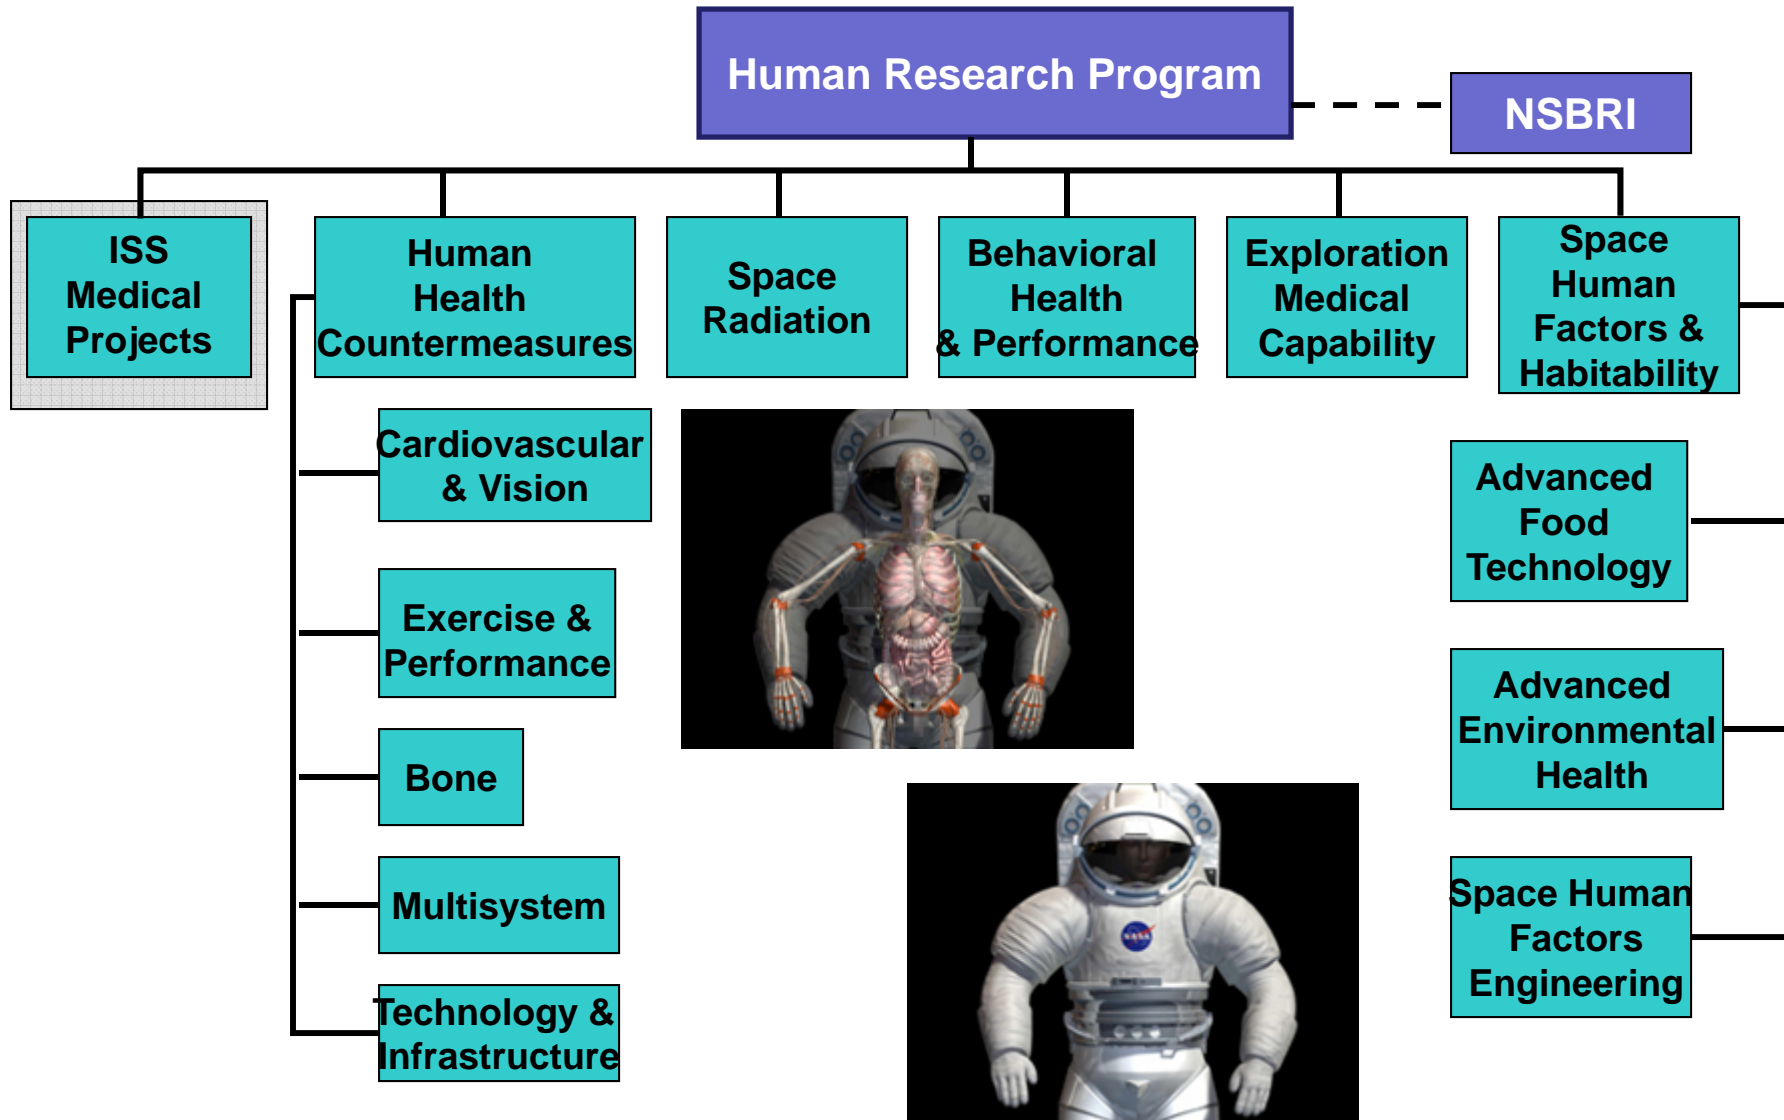 Human Research Program
NSBRI
ISS
Medical
Projects
Human
Health
Countermeasures
Space
Radiation
Behavioral
Health
& Performance
Exploration
Medical
Capability
Space
Human
Factors &
Habitability
Cardiovascular
& Vision
Exercise &
Performance
Bone
Multisystem
Technology &
Infrastructure
Advanced
Food
Technology
Advanced
Environmental
Health
Space Human
Factors
Engineering
NASA